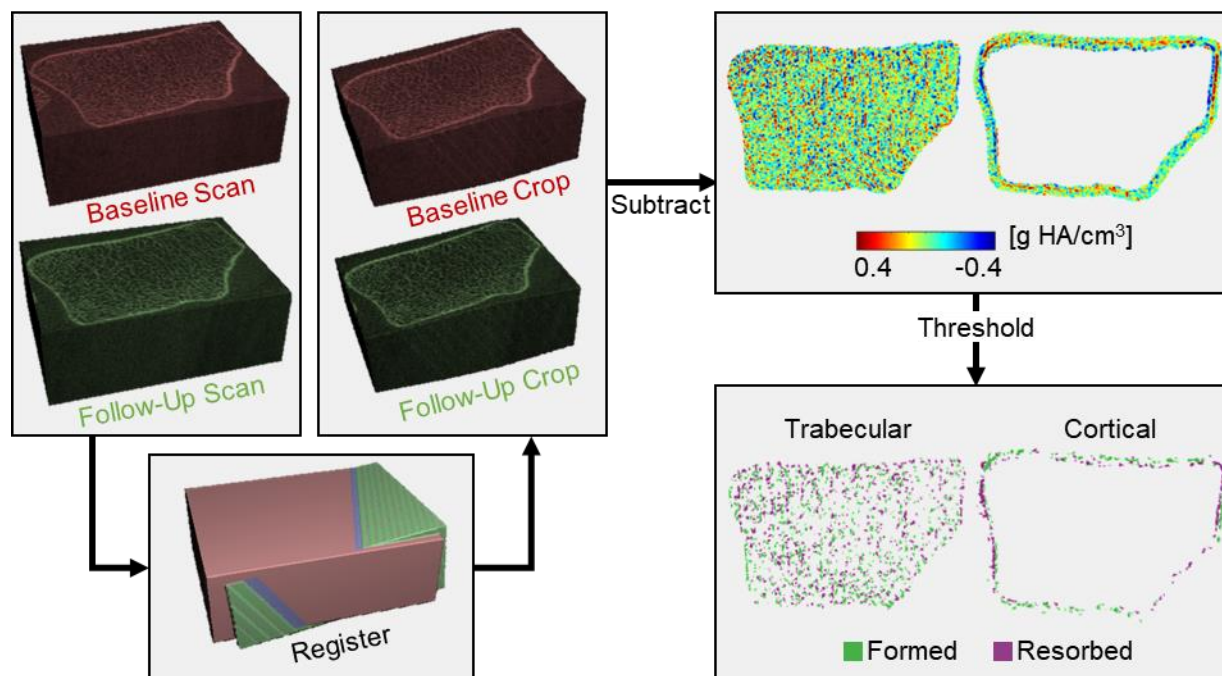 Baseline Scan
Follow-Up Scan
Baseline Crop
Follow-Up Crop
Register
Subtract
[g HA/cm³]
0.4 -0.4
Threshold
Trabecular Cortical
Formed Resorbed